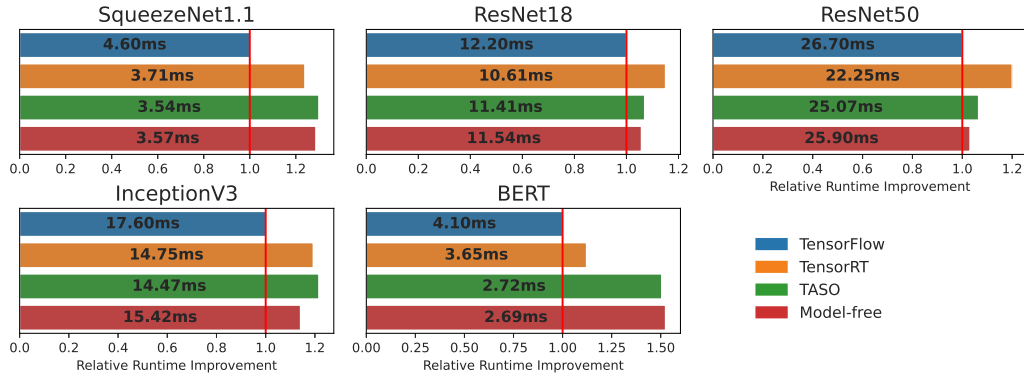 SqueezeNet1.1
4.60ms
3.71ms
3.54ms
3.57ms
0.0 0.2 0.4 0.6 0.8 1.0 1.2
ResNet18
12.20ms
10.61ms
11.41ms
11.54ms
0.0 0.2 0.4 0.6 0.8 1.0 1.2
ResNet50
26.70ms
22.25ms
25.07ms
25.90ms
0.0 0.2 0.4 0.6 0.8 1.0 1.2
Relative Runtime Improvement
InceptionV3
17.60ms
14.75ms
14.47ms
15.42ms
0.0 0.2 0.4 0.6 0.8 1.0 1.2
Relative Runtime Improvement
BERT
4.10ms
3.65ms
2.72ms
2.69ms
0.00 0.25 0.50 0.75 1.00 1.25 1.50
Relative Runtime Improvement
TensorFlow
TensorRT
TASO
Model-free